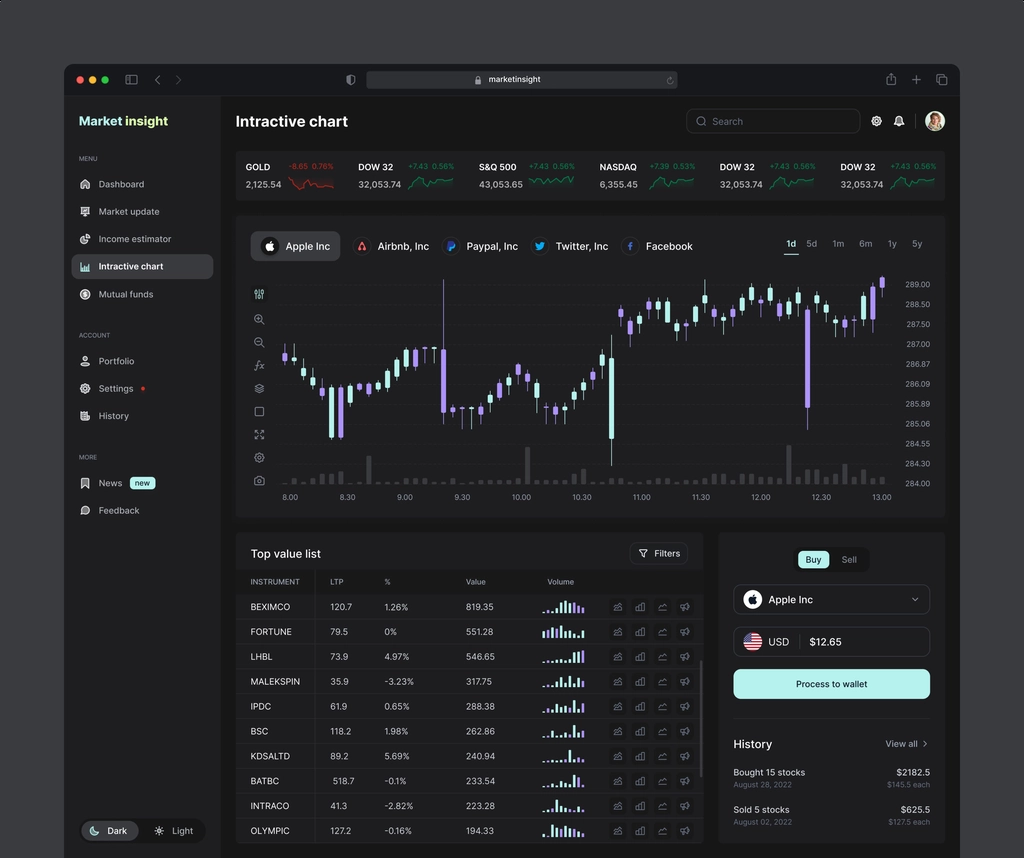 marketinsight
Market insight
Intractive chart
Search
MENU
Dashboard
Market update
Income estimator
Intractive chart
Mutual funds
ACCOUNT
Portfolio
Settings
History
MORE
News new
Feedback
Dark Light
GOLD -8.65 0.76%
2,125.54
DOW 32 +7.43 0.56%
32,053.74
S&Q 500 +7.43 0.56%
43,053.65
NASDAQ +7.39 0.53%
6,355.45
DOW 32 +7.43 0.56%
32,053.74
DOW 32 +7.43 0.56%
32,053.74
Apple Inc Airbnb, Inc Paypal, Inc Twitter, Inc Facebook
1d 5d 1m 6m 1y 5y
fx
289.00
288.50
287.50
287.00
286.87
286.09
285.89
285.06
284.55
284.30
284.00
8.00 8.30 9.00 9.30 10.00 10.30 11.00 11.30 12.00 12.30 13.00
Top value list Filters
INSTRUMENT LTP % Value Volume
BEXIMCO 120.7 1.26% 819.35
FORTUNE 79.5 0% 551.28
LHBL 73.9 4.97% 546.65
MALEKSPIN 35.9 -3.23% 317.75
IPDC 61.9 0.65% 288.38
BSC 118.2 1.98% 262.86
KDSALTD 89.2 5.69% 240.94
BATBC 518.7 -0.1% 233.54
INTRACO 41.3 -2.82% 223.28
OLYMPIC 127.2 -0.16% 194.33
Buy Sell
Apple Inc
USD $12.65
Process to wallet
History View all
Bought 15 stocks $2182.5
August 28, 2022 $145.5 each
Sold 5 stocks $625.5
August 02, 2022 $127.5 each